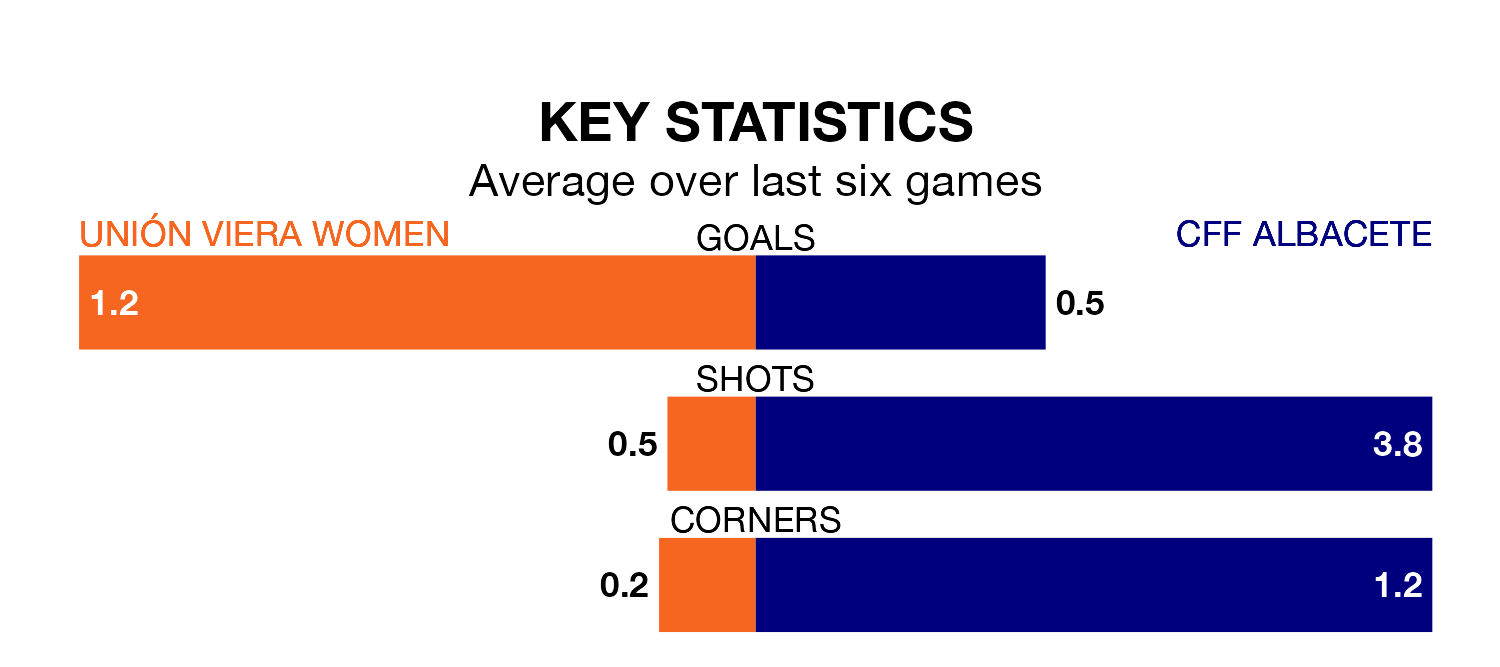 KEY STATISTICS
Average over last six games
UNIÓN VIERA WOMEN GOALS CFF ALBACETE
1.2 0.5
SHOTS
0.5 3.8
CORNERS
0.2 1.2